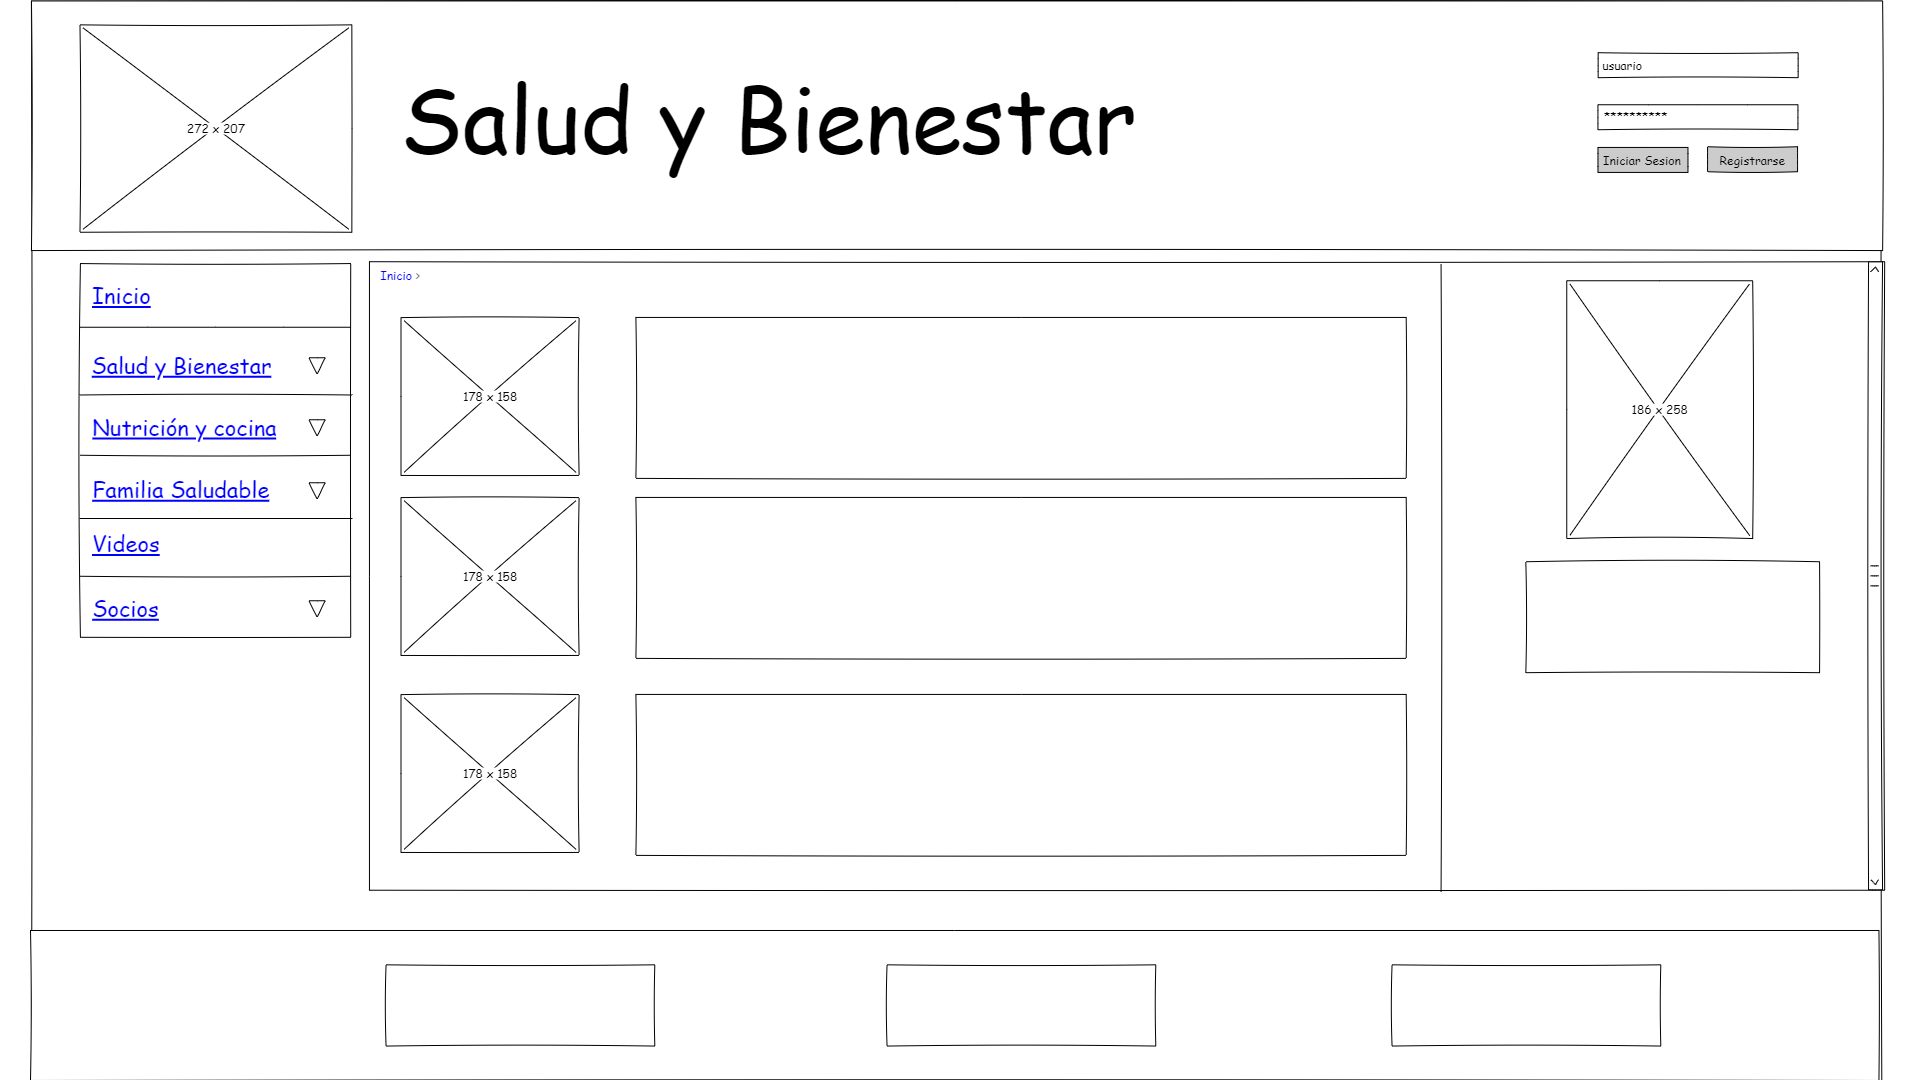 272 x 207
Salud y Bienestar
usuario
**********
Iniciar Sesion
Registrarse
Inicio
Salud y Bienestar
Nutrición y cocina
Familia Saludable
Videos
Socios
Inicio >
178 x 158
178 x 158
178 x 158
186 x 258